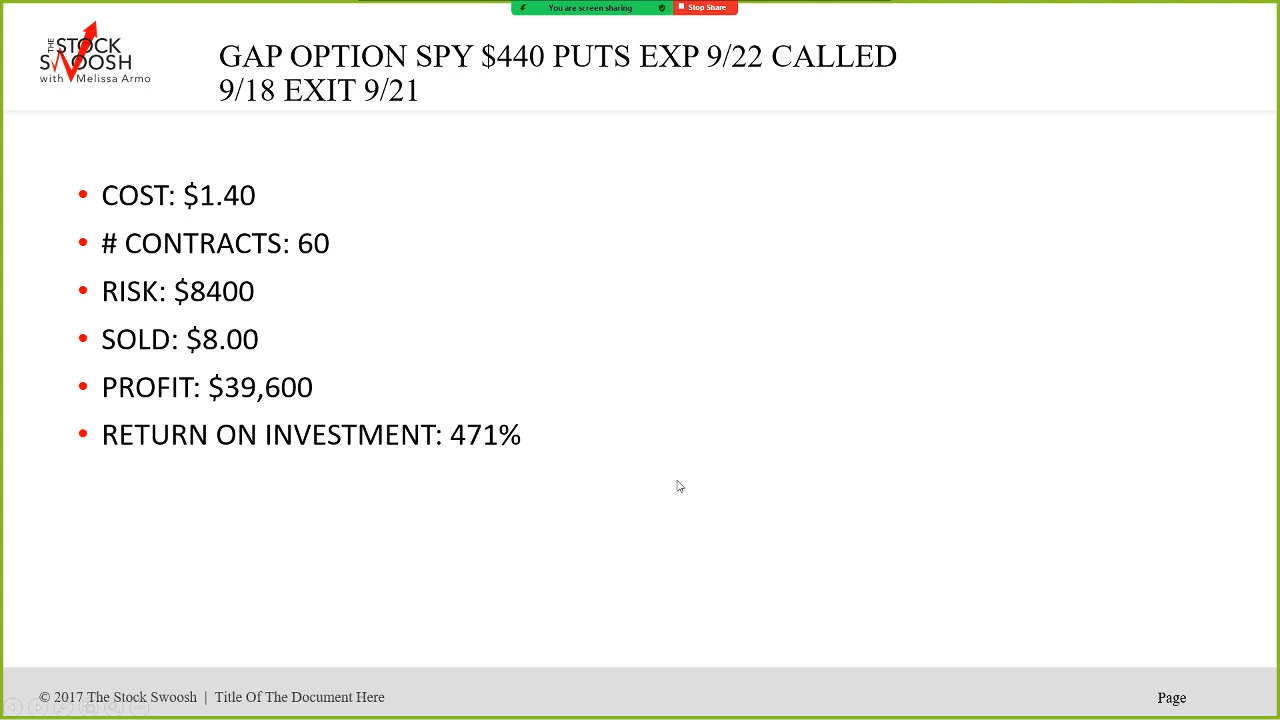 You are screen sharing
Stop Share
THE STOCK
SWOOSH
with Melissa Armo
GAP OPTION SPY $440 PUTS EXP 9/22 CALLED
9/18 EXIT 9/21
• COST: $1.40
• # CONTRACTS: 60
• RISK: $8400
• SOLD: $8.00
• PROFIT: $39,600
• RETURN ON INVESTMENT: 471%
© 2017 The Stock Swoosh | Title Of The Document Here
Page